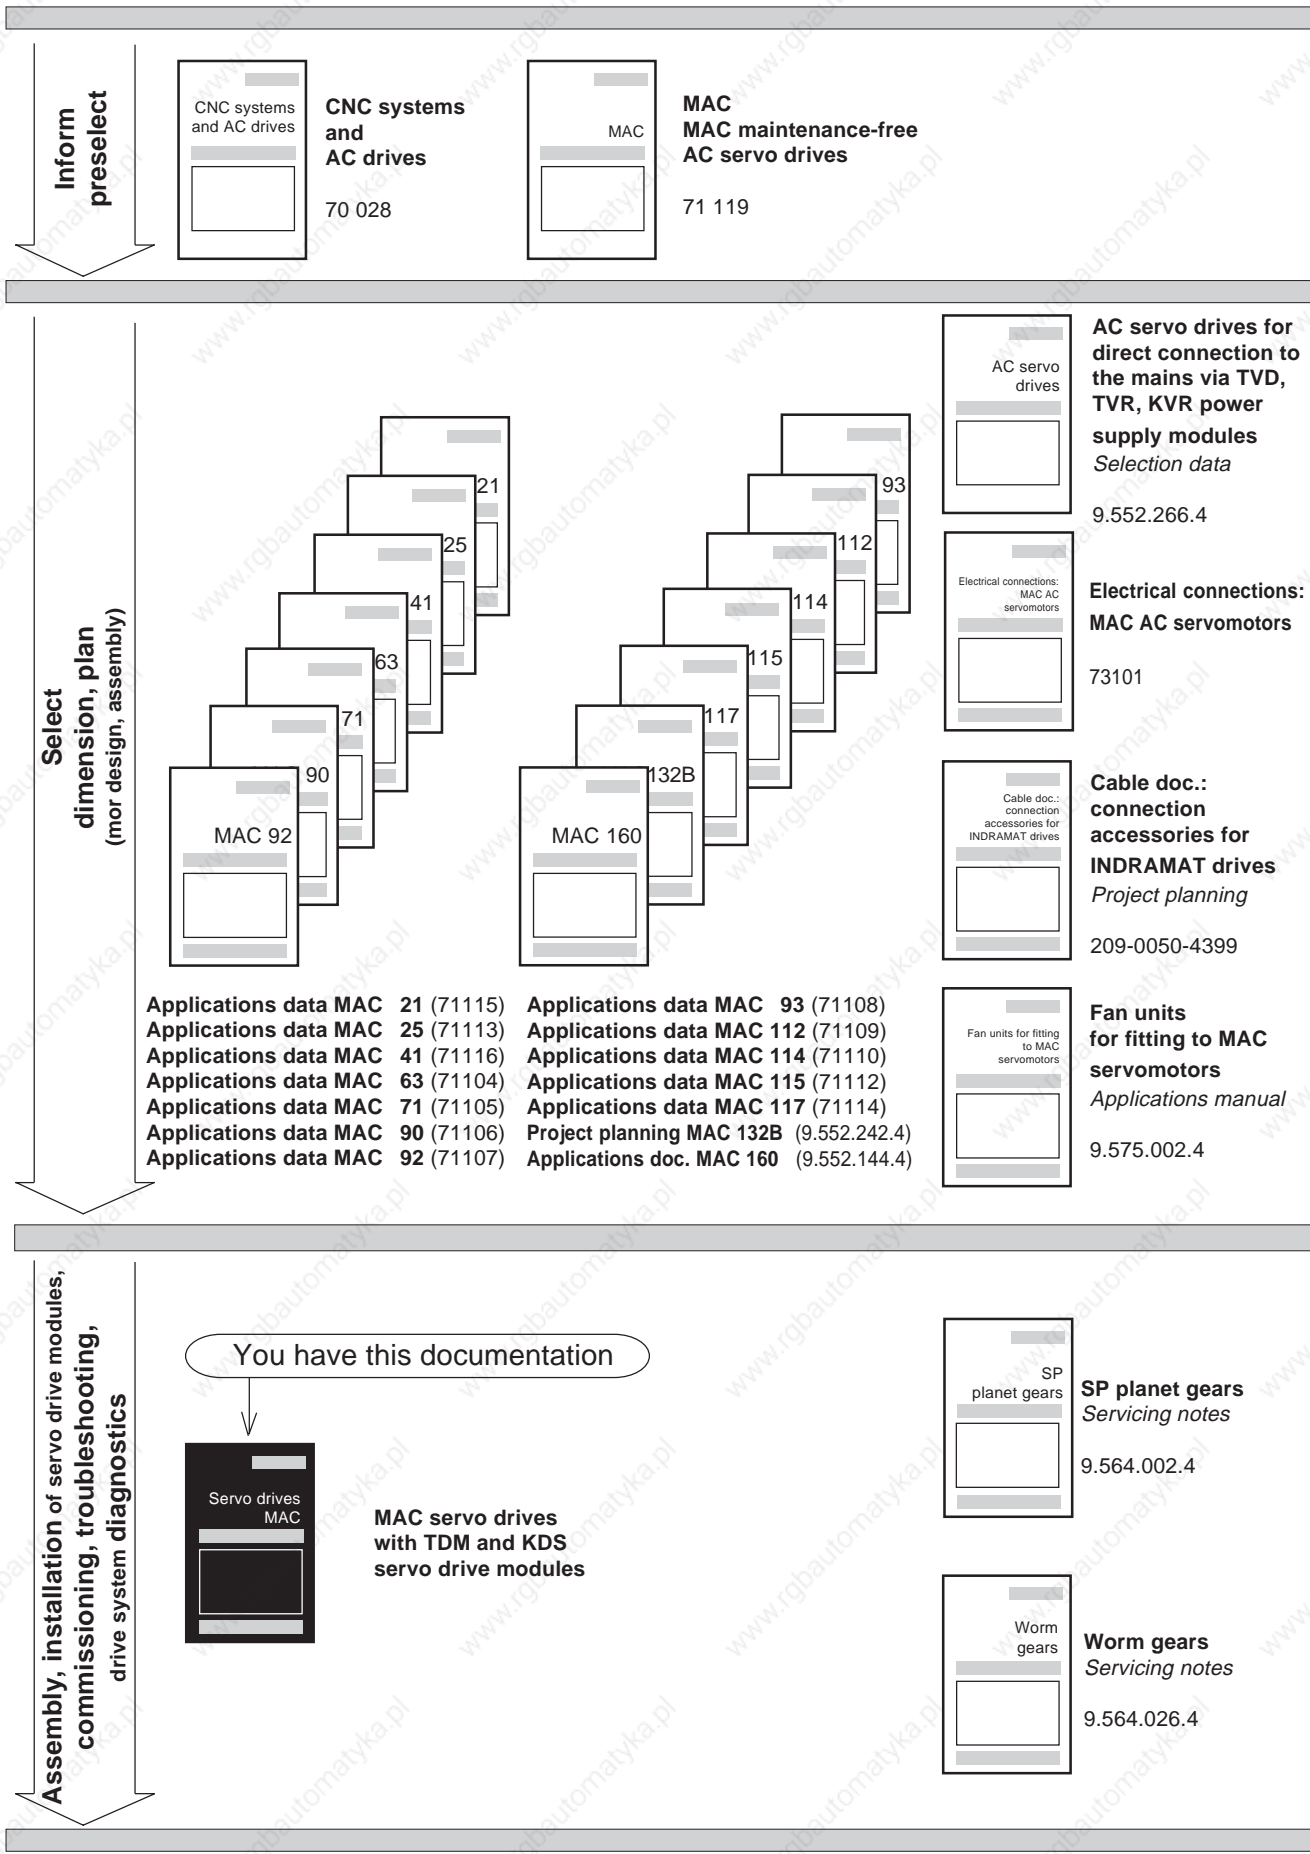 Inform
preselect
CNC systems
and AC drives
CNC systems
and
AC drives
70 028
MAC
MAC
MAC maintenance-free
AC servo drives
71 119
Select
dimension, plan
(mor design, assembly)
21
25
41
63
71
90
MAC 92
93
112
114
115
117
132B
MAC 160
Applications data MAC 21 (71115)
Applications data MAC 25 (71113)
Applications data MAC 41 (71116)
Applications data MAC 63 (71104)
Applications data MAC 71 (71105)
Applications data MAC 90 (71106)
Applications data MAC 92 (71107)
Applications data MAC 93 (71108)
Applications data MAC 112 (71109)
Applications data MAC 114 (71110)
Applications data MAC 115 (71112)
Applications data MAC 117 (71114)
Project planning MAC 132B (9.552.242.4)
Applications doc. MAC 160 (9.552.144.4)
AC servo
drives
AC servo drives for
direct connection to
the mains via TVD,
TVR, KVR power
supply modules
Selection data
9.552.266.4
Electrical connections:
MAC AC
servomotors
Electrical connections:
MAC AC servomotors
73101
Cable doc.:
connection
accessories for
INDRAMAT drives
Cable doc.:
connection
accessories for
INDRAMAT drives
Project planning
209-0050-4399
Fan units for fitting
to MAC
servomotors
Fan units
for fitting to MAC
servomotors
Applications manual
9.575.002.4
Assembly, installation of servo drive modules,
commissioning, troubleshooting,
drive system diagnostics
You have this documentation
Servo drives
MAC
MAC servo drives
with TDM and KDS
servo drive modules
SP
planet gears
SP planet gears
Servicing notes
9.564.002.4
Worm
gears
Worm gears
Servicing notes
9.564.026.4
www.rgbautomatyka.pl